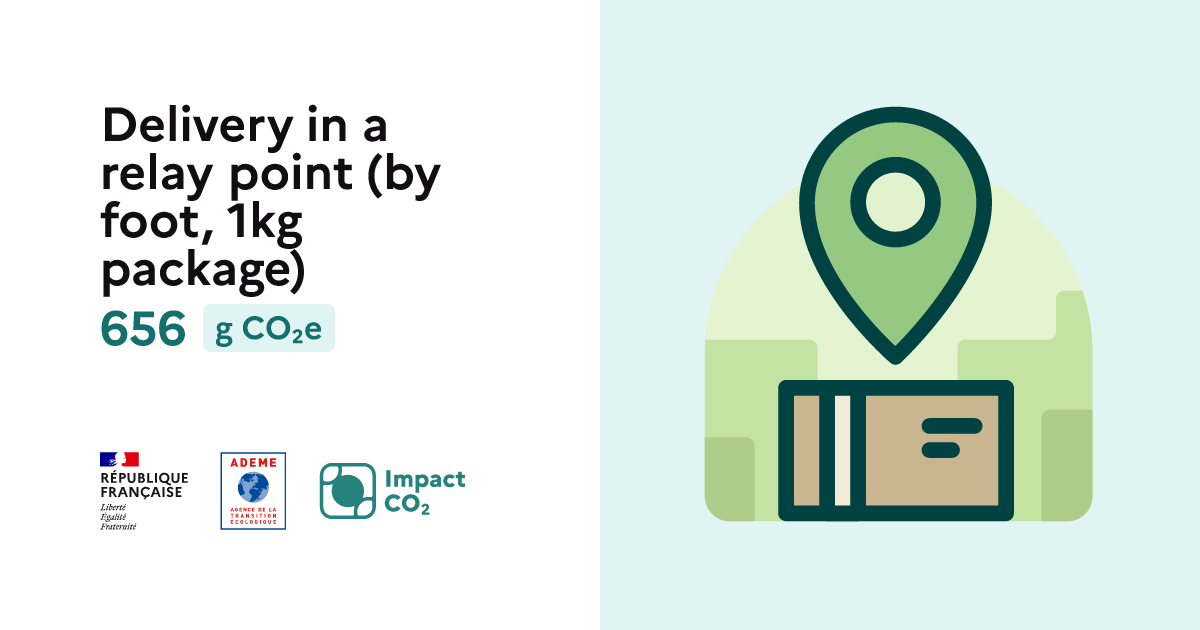 Delivery in a
relay point (by
foot, 1kg
package)
656 g CO₂e
RÉPUBLIQUE
FRANÇAISE
Liberté
Égalité
Fraternité
ADEME
AGENCE DE LA
TRANSITION
ÉCOLOGIQUE
Impact
CO₂